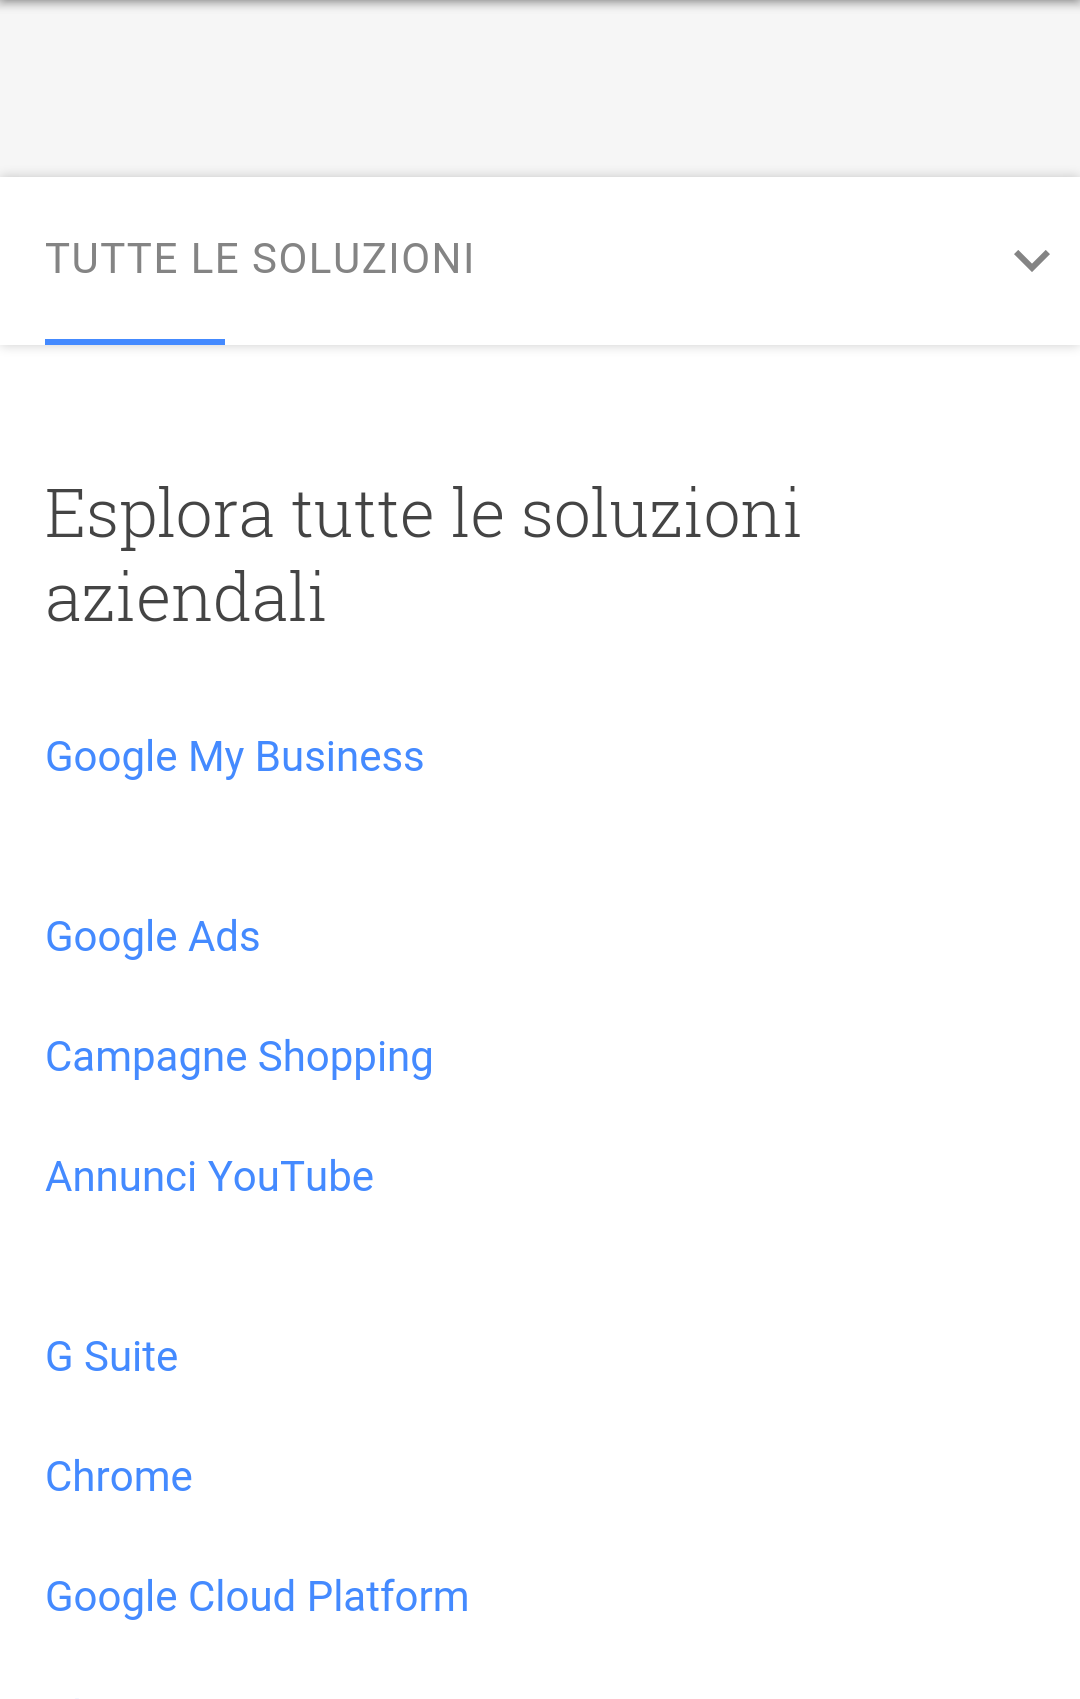 TUTTE LE SOLUZIONI
Esplora tutte le soluzioni
aziendali
Google My Business
Google Ads
Campagne Shopping
Annunci YouTube
G Suite
Chrome
Google Cloud Platform